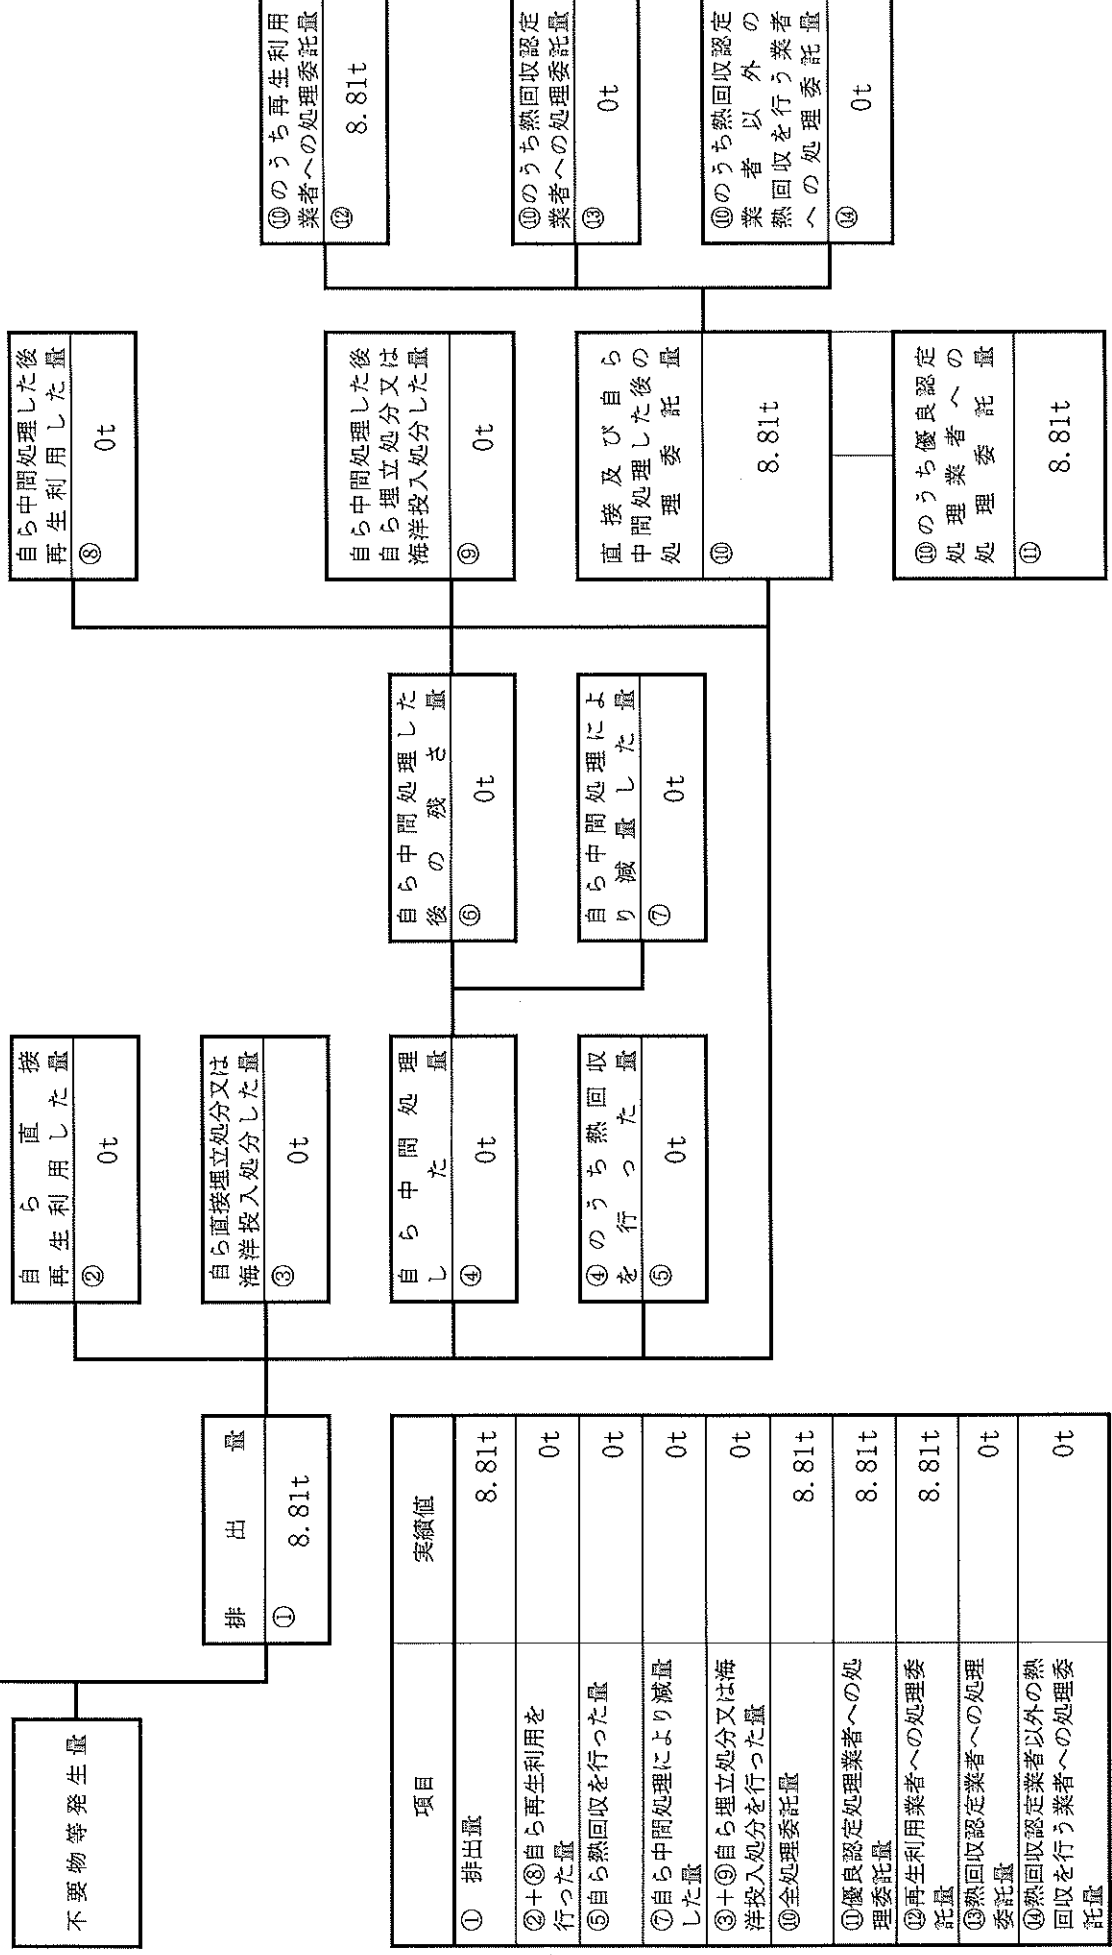 不要物等発生量
排出量
① 8.81t
自ら直接
再生利用した量
② 0t
自ら直接埋立処分又は
海洋投入処分した量
③ 0t
自ら中間処理
した量
④ 0t
④のうち熱回収
を行った量
⑤ 0t
自ら中間処理した
後の残さ量
⑥ 0t
自ら中間処理によ
り減量した量
⑦ 0t
自ら中間処理した後
再生利用した量
⑧ 0t
自ら中間処理した後
自ら埋立処分又は
海洋投入処分した量
⑨ 0t
直接及び自ら
中間処理した後の
処理委託量
⑩ 8.81t
⑩のうち優良認定
処理業者への
処理委託量
⑪ 8.81t
⑩のうち再生利用
業者への処理委託量
⑫ 8.81t
⑩のうち熱回収認定
業者への処理委託量
⑬ 0t
⑩のうち熱回収認定
業者以外の
熱回収を行う業者
への処理委託量
⑭ 0t
項目 実績値
① 排出量 8.81t
②+⑧自ら再生利用を
行った量 0t
⑤自ら熱回収を行った量 0t
⑦自ら中間処理により減量
した量 0t
③+⑨自ら埋立処分又は海
洋投入処分を行った量 0t
⑩全処理委託量 8.81t
⑪優良認定処理業者への処
理委託量 8.81t
⑫再生利用業者への処理委
託量 8.81t
⑬熱回収認定業者への処理
委託量 0t
⑭熱回収認定業者以外の熱
回収を行う業者への処理委
託量 0t